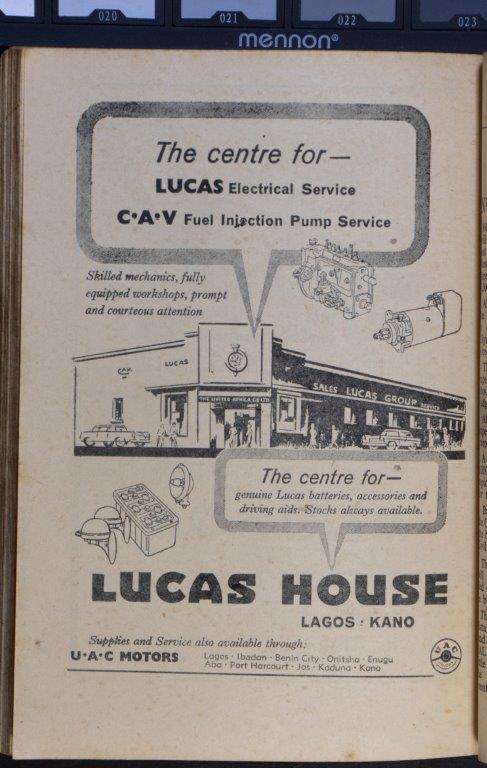 020
021
022
023
mennon®
The centre for—
LUCAS Electrical Service
C·A·V Fuel Injection Pump Service
Skilled mechanics, fully
equipped workshops, prompt
and courteous attention
CAV
LUCAS
THE UNITED AFRICA CO LTD
SALES LUCAS GROUP SERVICE
The centre for—
genuine Lucas batteries, accessories and
driving aids. Stocks always available.
LUCAS HOUSE
LAGOS · KANO
Supplies and Service also available through:
U·A·C MOTORS
Lagos · Ibadan · Benin City · Onitsha · Enugu
Aba · Port Harcourt · Jos · Kaduna · Kano
UAC